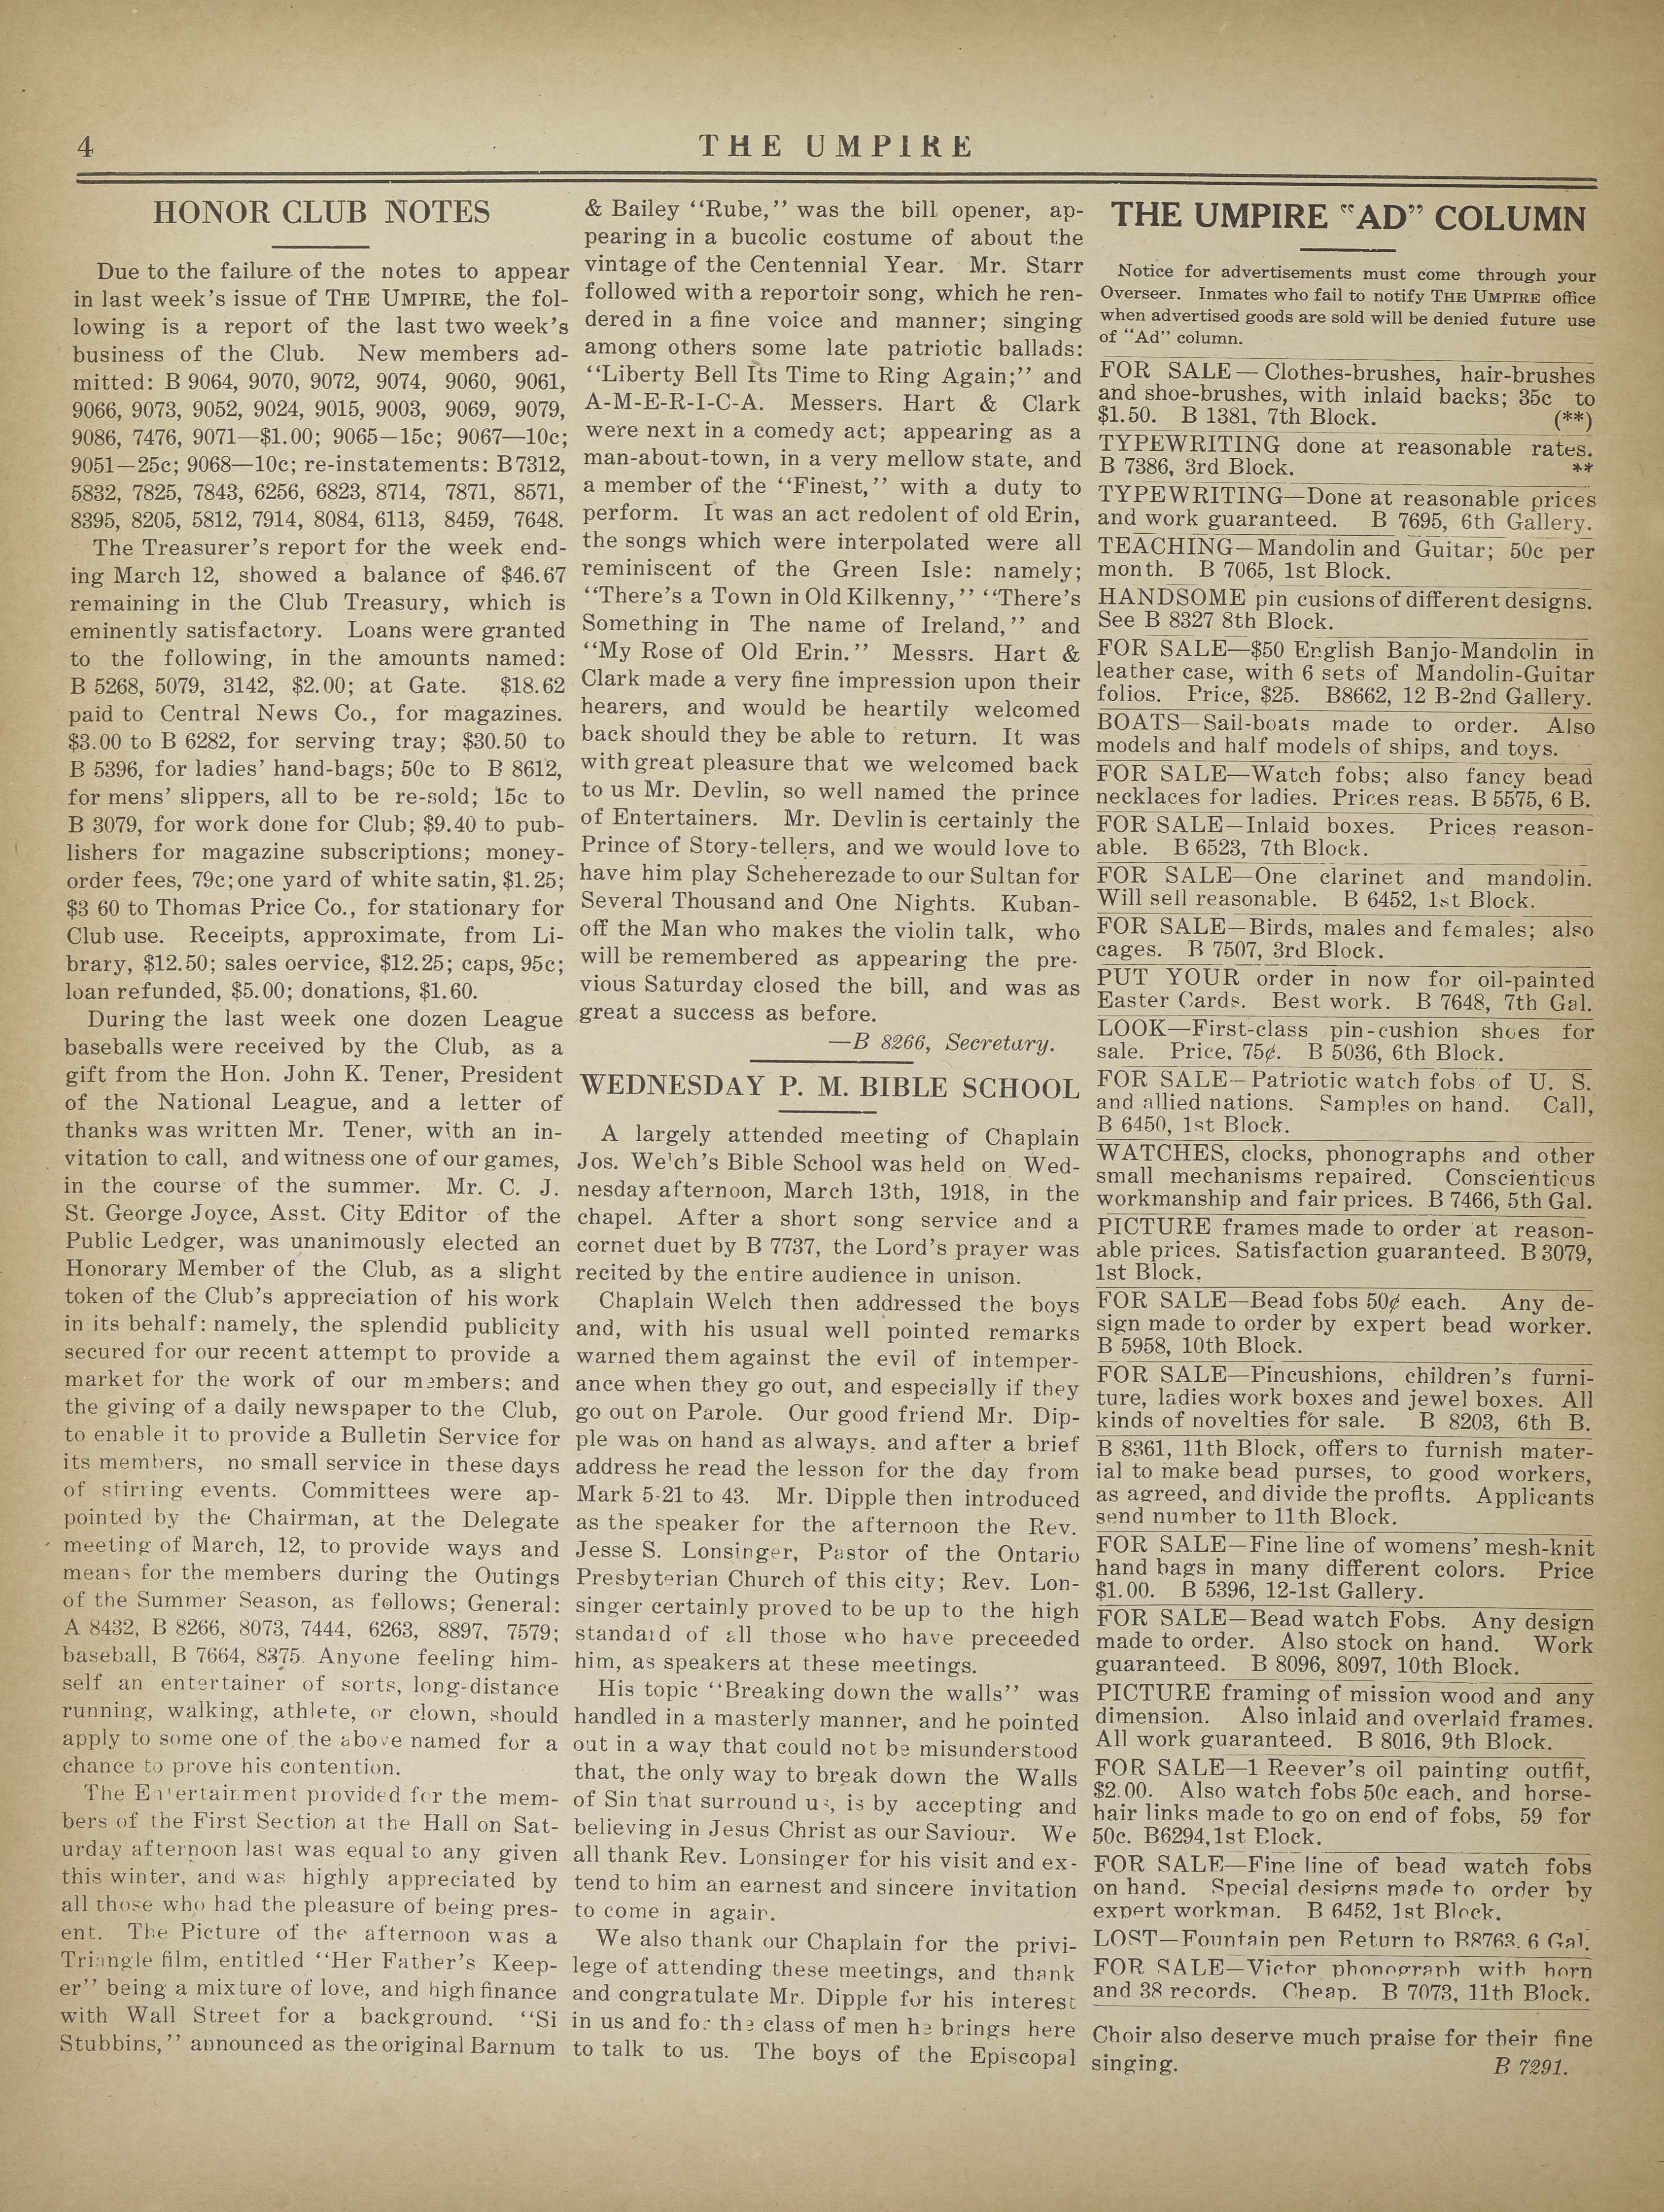 4
THE UMPIRE
HONOR CLUB NOTES
Due to the failure of the notes to appear
in last week's issue of THE UMPIRE, the fol-
lowing is a report of the last two week's
business of the Club. New members ad-
mitted: B 9064, 9070, 9072, 9074, 9060, 9061,
9066, 9073, 9052, 9024, 9015, 9003, 9069, 9079,
9086, 7476, 9071—$1.00; 9065—15c; 9067—10c;
9051—25c; 9068—10c; re-instatements: B 7312,
5832, 7825, 7843, 6256, 6823, 8714, 7871, 8571,
8395, 8205, 5812, 7914, 8084, 6113, 8459, 7648.
The Treasurer's report for the week end-
ing March 12, showed a balance of $46.67
remaining in the Club Treasury, which is
eminently satisfactory. Loans were granted
to the following, in the amounts named:
B 5268, 5079, 3142, $2.00; at Gate. $18.62
paid to Central News Co., for magazines.
$3.00 to B 6282, for serving tray; $30.50 to
B 5396, for ladies' hand-bags; 50c to B 8612,
for mens' slippers, all to be re-sold; 15c to
B 3079, for work done for Club; $9.40 to pub-
lishers for magazine subscriptions; money-
order fees, 79c; one yard of white satin, $1.25;
$3 60 to Thomas Price Co., for stationary for
Club use. Receipts, approximate, from Li-
brary, $12.50; sales oervice, $12.25; caps, 95c;
loan refunded, $5.00; donations, $1.60.
During the last week one dozen League
baseballs were received by the Club, as a
gift from the Hon. John K. Tener, President
of the National League, and a letter of
thanks was written Mr. Tener, with an in-
vitation to call, and witness one of our games,
in the course of the summer. Mr. C. J.
St. George Joyce, Asst. City Editor of the
Public Ledger, was unanimously elected an
Honorary Member of the Club, as a slight
token of the Club's appreciation of his work
in its behalf: namely, the splendid publicity
secured for our recent attempt to provide a
market for the work of our members; and
the giving of a daily newspaper to the Club,
to enable it to provide a Bulletin Service for
its members, no small service in these days
of stirring events. Committees were ap-
pointed by the Chairman, at the Delegate
meeting of March, 12, to provide ways and
means for the members during the Outings
of the Summer Season, as follows; General:
A 8432, B 8266, 8073, 7444, 6263, 8897, 7579;
baseball, B 7664, 8375. Anyone feeling him-
self an entertainer of sorts, long-distance
running, walking, athlete, or clown, should
apply to some one of the above named for a
chance to prove his contention.
The Entertainment provided for the mem-
bers of the First Section at the Hall on Sat-
urday afternoon last was equal to any given
this winter, and was highly appreciated by
all those who had the pleasure of being pres-
ent. The Picture of the afternoon was a
Triangle film, entitled "Her Father's Keep-
er" being a mixture of love, and high finance
with Wall Street for a background. "Si
Stubbins," announced as the original Barnum
& Bailey "Rube," was the bill opener, ap-
pearing in a bucolic costume of about the
vintage of the Centennial Year. Mr. Starr
followed with a reportoir song, which he ren-
dered in a fine voice and manner; singing
among others some late patriotic ballads:
"Liberty Bell Its Time to Ring Again;" and
A-M-E-R-I-C-A. Messers. Hart & Clark
were next in a comedy act; appearing as a
man-about-town, in a very mellow state, and
a member of the "Finest," with a duty to
perform. It was an act redolent of old Erin,
the songs which were interpolated were all
reminiscent of the Green Isle: namely;
"There's a Town in Old Kilkenny," "There's
Something in The name of Ireland," and
"My Rose of Old Erin." Messrs. Hart &
Clark made a very fine impression upon their
hearers, and would be heartily welcomed
back should they be able to return. It was
with great pleasure that we welcomed back
to us Mr. Devlin, so well named the prince
of Entertainers. Mr. Devlin is certainly the
Prince of Story-tellers, and we would love to
have him play Scheherezade to our Sultan for
Several Thousand and One Nights. Kuban-
off the Man who makes the violin talk, who
will be remembered as appearing the pre-
vious Saturday closed the bill, and was as
great a success as before.
—B 8266, Secretary.
WEDNESDAY P. M. BIBLE SCHOOL
A largely attended meeting of Chaplain
Jos. Welch's Bible School was held on Wed-
nesday afternoon, March 13th, 1918, in the
chapel. After a short song service and a
cornet duet by B 7737, the Lord's prayer was
recited by the entire audience in unison.
Chaplain Welch then addressed the boys
and, with his usual well pointed remarks
warned them against the evil of intemper-
ance when they go out, and especially if they
go out on Parole. Our good friend Mr. Dip-
ple was on hand as always, and after a brief
address he read the lesson for the day from
Mark 5-21 to 43. Mr. Dipple then introduced
as the speaker for the afternoon the Rev.
Jesse S. Lonsinger, Pastor of the Ontario
Presbyterian Church of this city; Rev. Lon-
singer certainly proved to be up to the high
standard of all those who have preceeded
him, as speakers at these meetings.
His topic "Breaking down the walls" was
handled in a masterly manner, and he pointed
out in a way that could not be misunderstood
that, the only way to break down the Walls
of Sin that surround us, is by accepting and
believing in Jesus Christ as our Saviour. We
all thank Rev. Lonsinger for his visit and ex-
tend to him an earnest and sincere invitation
to come in again.
We also thank our Chaplain for the privi-
lege of attending these meetings, and thank
and congratulate Mr. Dipple for his interest
in us and for the class of men he brings here
to talk to us. The boys of the Episcopal
THE UMPIRE "AD" COLUMN
Notice for advertisements must come through your
Overseer. Inmates who fail to notify THE UMPIRE office
when advertised goods are sold will be denied future use
of "Ad" column.
FOR SALE—Clothes-brushes, hair-brushes
and shoe-brushes, with inlaid backs; 35c to
$1.50. B 1381, 7th Block. (**)
TYPEWRITING done at reasonable rates.
B 7386, 3rd Block. **
TYPEWRITING—Done at reasonable prices
and work guaranteed. B 7695, 6th Gallery.
TEACHING—Mandolin and Guitar; 50c per
month. B 7065, 1st Block.
HANDSOME pin cusions of different designs.
See B 8327 8th Block.
FOR SALE—$50 English Banjo-Mandolin in
leather case, with 6 sets of Mandolin-Guitar
folios. Price, $25. B8662, 12 B-2nd Gallery.
BOATS—Sail-boats made to order. Also
models and half models of ships, and toys.
FOR SALE—Watch fobs; also fancy bead
necklaces for ladies. Prices reas. B 5575, 6 B.
FOR SALE—Inlaid boxes. Prices reason-
able. B 6523, 7th Block.
FOR SALE—One clarinet and mandolin.
Will sell reasonable. B 6452, 1st Block.
FOR SALE—Birds, males and females; also
cages. B 7507, 3rd Block.
PUT YOUR order in now for oil-painted
Easter Cards. Best work. B 7648, 7th Gal.
LOOK—First-class pin-cushion shoes for
sale. Price, 75¢. B 5036, 6th Block.
FOR SALE—Patriotic watch fobs of U. S.
and allied nations. Samples on hand. Call,
B 6450, 1st Block.
WATCHES, clocks, phonographs and other
small mechanisms repaired. Conscientious
workmanship and fair prices. B 7466, 5th Gal.
PICTURE frames made to order at reason-
able prices. Satisfaction guaranteed. B 3079,
1st Block.
FOR SALE—Bead fobs 50¢ each. Any de-
sign made to order by expert bead worker.
B 5958, 10th Block.
FOR SALE—Pincushions, children's furni-
ture, ladies work boxes and jewel boxes. All
kinds of novelties for sale. B 8203, 6th B.
B 8361, 11th Block, offers to furnish mater-
ial to make bead purses, to good workers,
as agreed, and divide the profits. Applicants
send number to 11th Block.
FOR SALE—Fine line of womens' mesh-knit
hand bags in many different colors. Price
$1.00. B 5396, 12-1st Gallery.
FOR SALE—Bead watch Fobs. Any design
made to order. Also stock on hand. Work
guaranteed. B 8096, 8097, 10th Block.
PICTURE framing of mission wood and any
dimension. Also inlaid and overlaid frames.
All work guaranteed. B 8016, 9th Block.
FOR SALE—1 Reever's oil painting outfit,
$2.00. Also watch fobs 50c each, and horse-
hair links made to go on end of fobs, 59 for
50c. B6294, 1st Block.
FOR SALE—Fine line of bead watch fobs
on hand. Special designs made to order by
expert workman. B 6452, 1st Block.
LOST—Fountain pen Return to B8763. 6 Gal.
FOR SALE—Victor phonograph with horn
and 38 records. Cheap. B 7073, 11th Block.
Choir also deserve much praise for their fine
singing. B 7291.